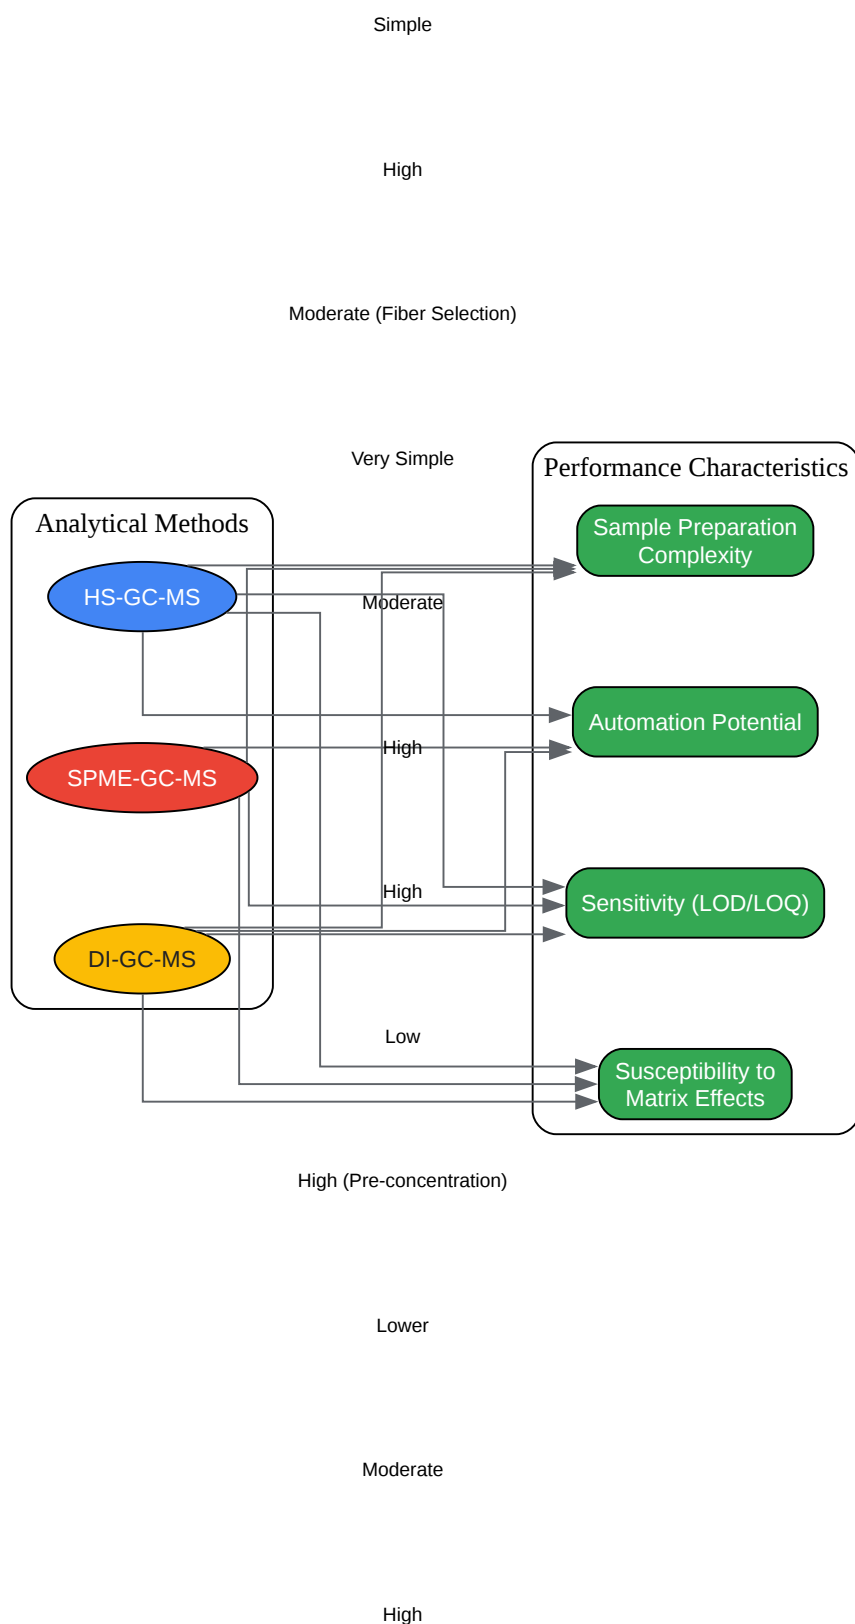 Simple
High
Moderate (Fiber Selection)
Very Simple
Performance Characteristics
Analytical Methods
Sample Preparation
Complexity
HS-GC-MS
Moderate
Automation Potential
High
SPME-GC-MS
High
Sensitivity (LOD/LOQ)
DI-GC-MS
Low
Susceptibility to
Matrix Effects
High (Pre-concentration)
Lower
Moderate
High